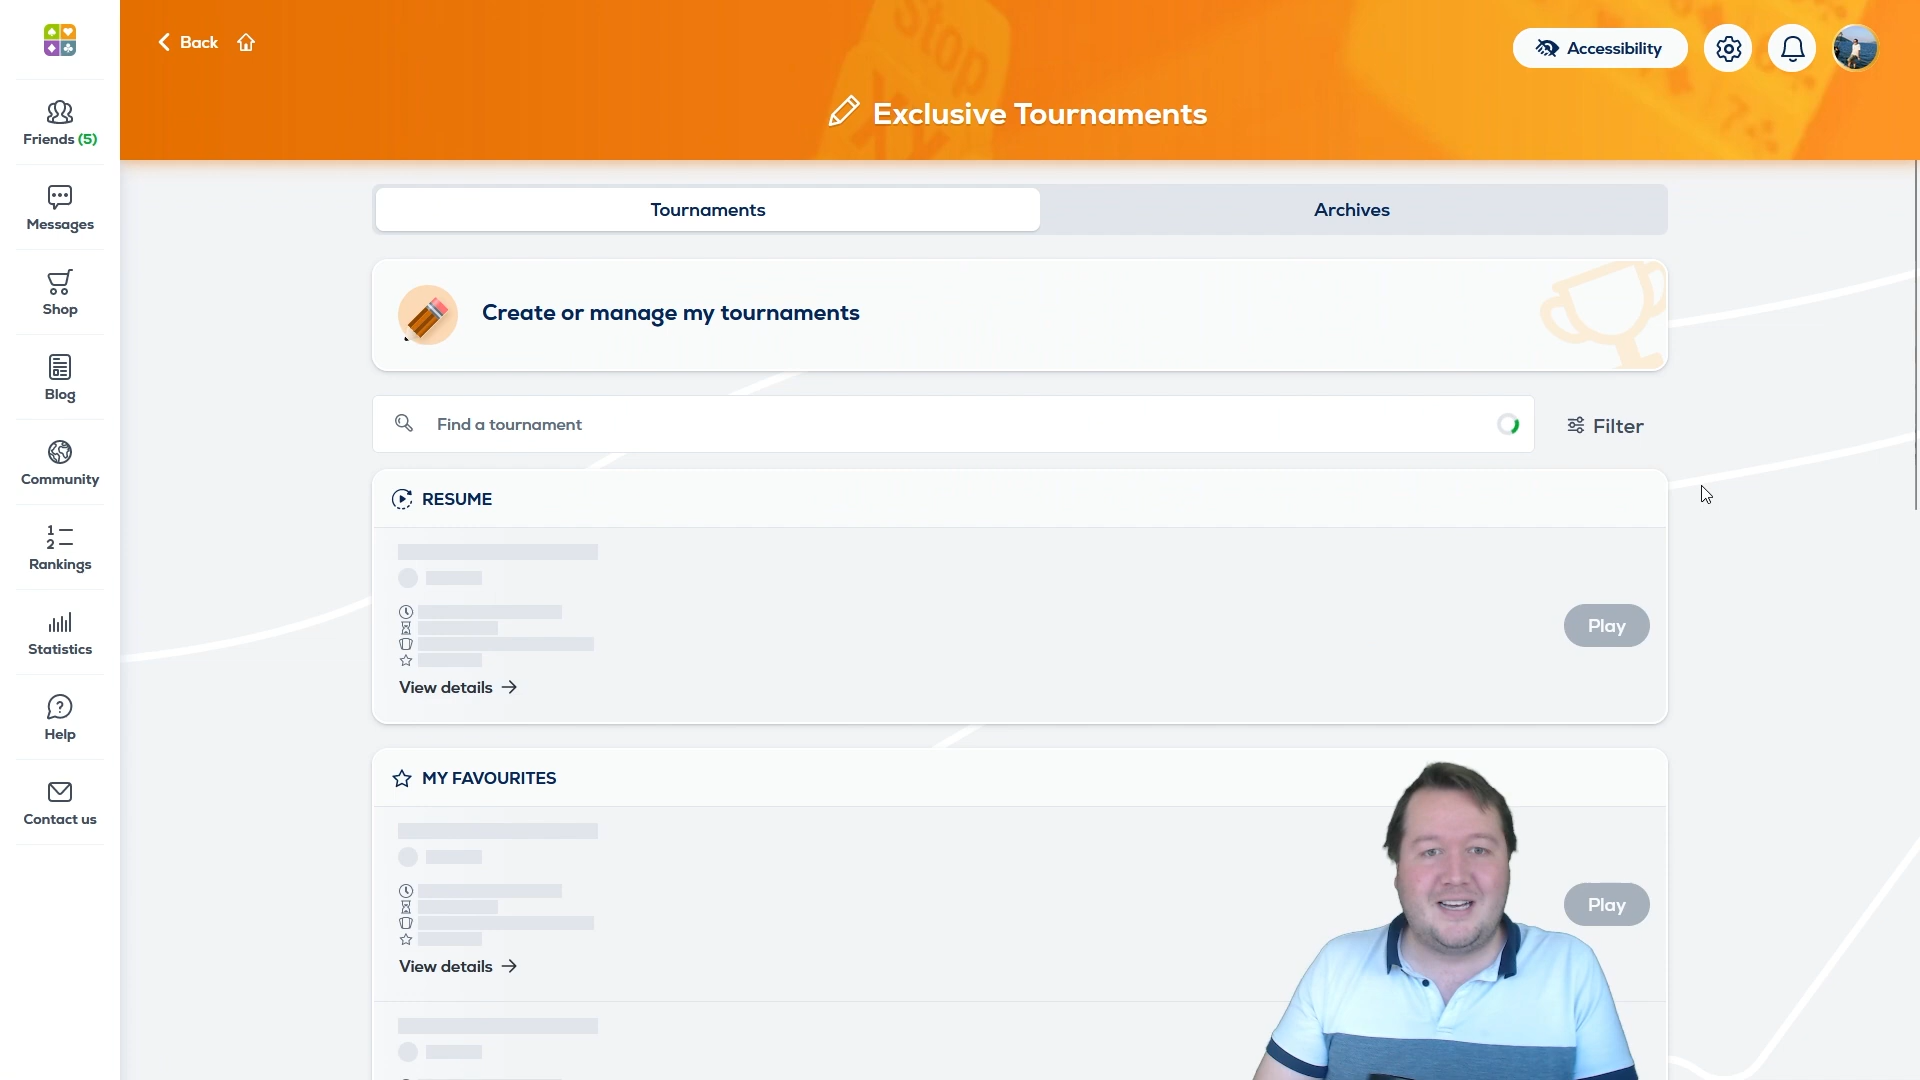 Back
Stop
Accessibility
Exclusive Tournaments
Friends (5)
Messages
Shop
Blog
Community
1
2
Rankings
Statistics
Help
Contact us
Tournaments
Archives
Create or manage my tournaments
Find a tournament
Filter
RESUME
Play
View details
MY FAVOURITES
Play
View details